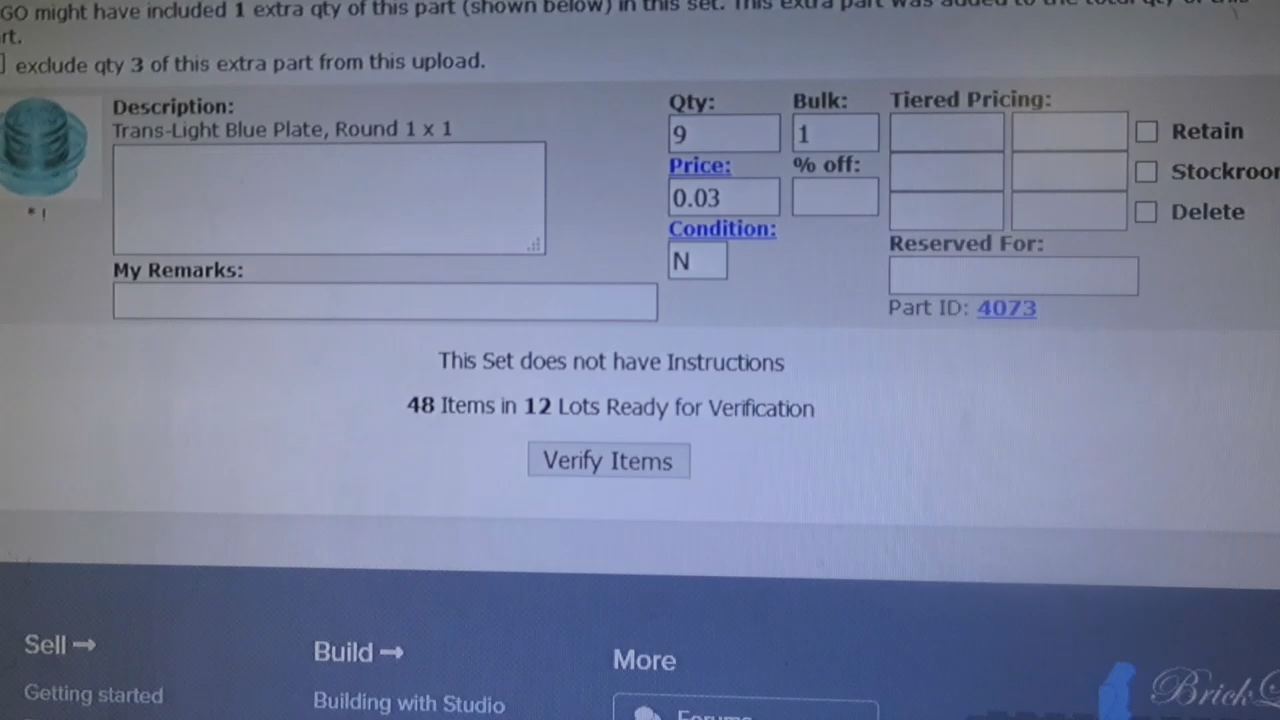 GO might have included 1 extra qty of this part (shown below) in this set. This extra part was added to the total qty of this
rt.
exclude qty 3 of this extra part from this upload.
Description:
Trans-Light Blue Plate, Round 1 x 1
Qty:
9
Bulk:
1
Tiered Pricing:
Retain
Price:
0.03
% off:
Stockroor
Delete
* !
Condition:
N
Reserved For:
My Remarks:
Part ID: 4073
This Set does not have Instructions
48 Items in 12 Lots Ready for Verification
Verify Items
Sell →
Build →
More
Getting started
Building with Studio
Forums
Brick